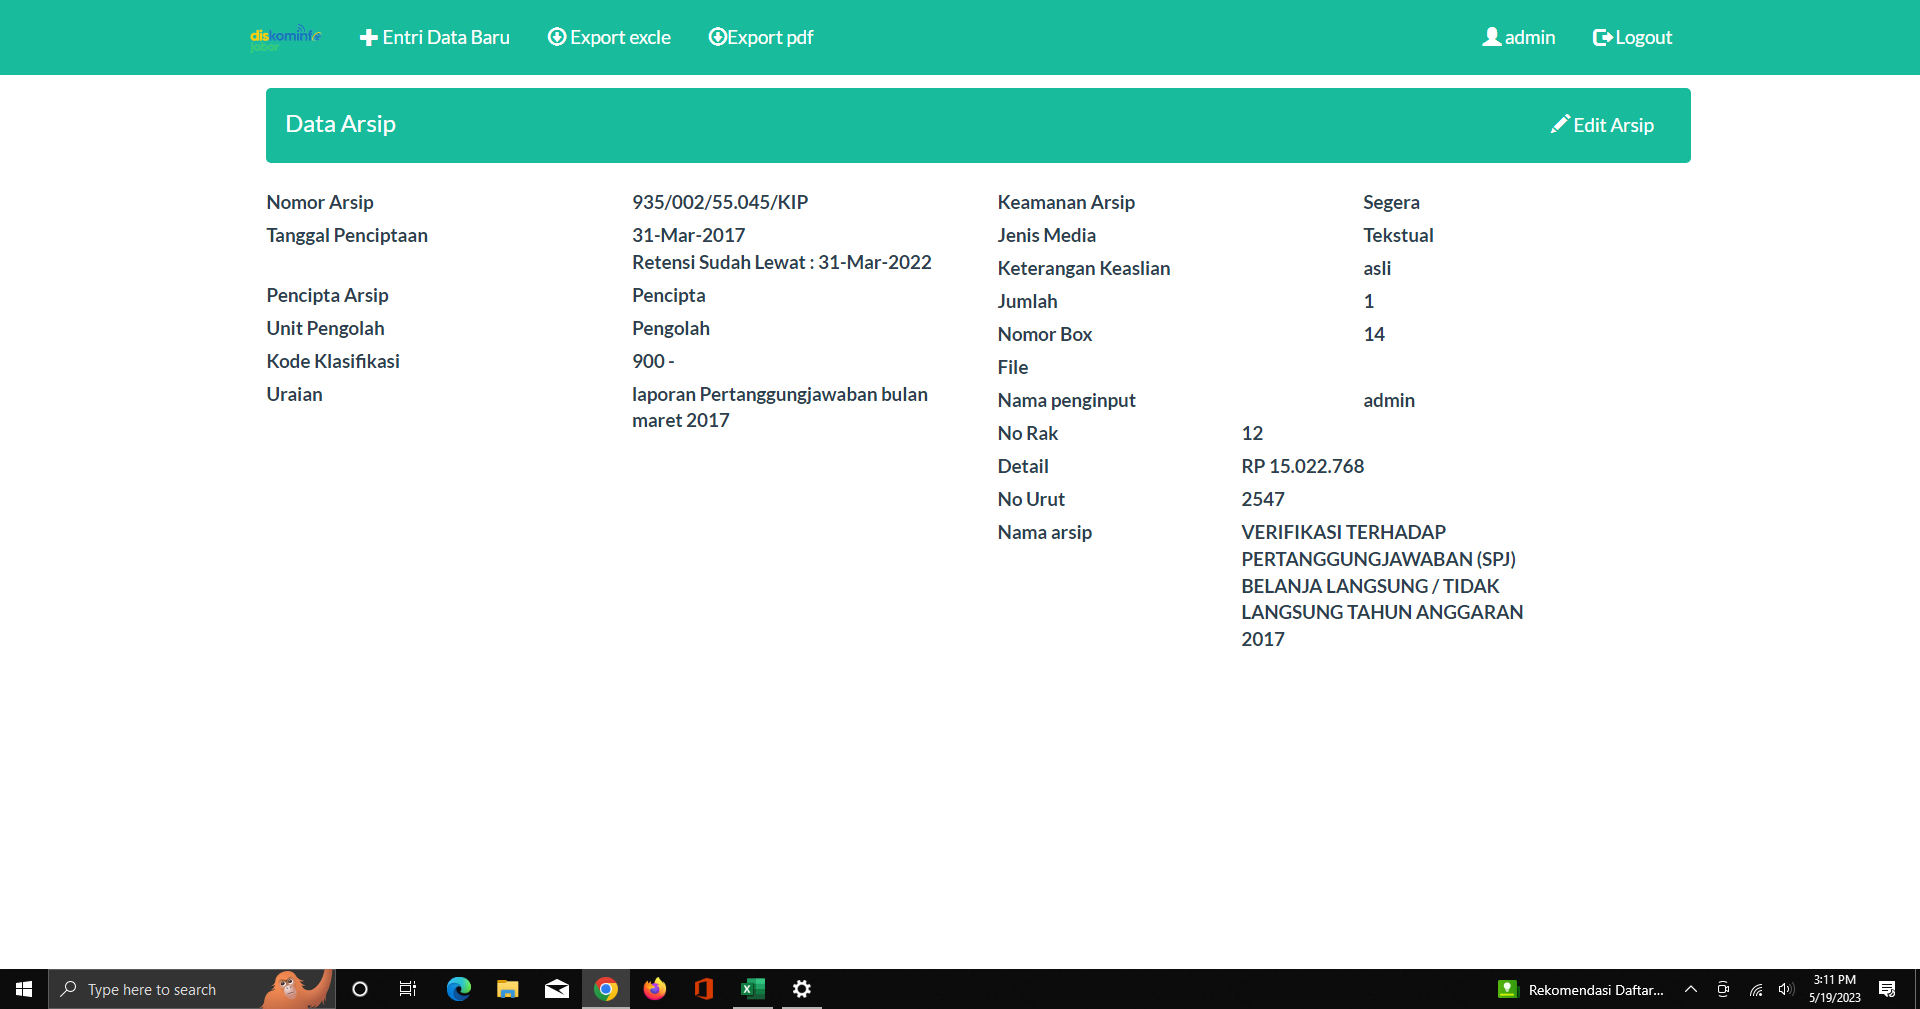 diskominfo
jabar
Entri Data Baru
Export excle
Export pdf
admin
Logout
Data Arsip
Edit Arsip
Nomor Arsip
935/002/55.045/KIP
Tanggal Penciptaan
31-Mar-2017
Retensi Sudah Lewat : 31-Mar-2022
Pencipta Arsip
Pencipta
Unit Pengolah
Pengolah
Kode Klasifikasi
900 -
Uraian
laporan Pertanggungjawaban bulan
maret 2017
Keamanan Arsip
Segera
Jenis Media
Tekstual
Keterangan Keaslian
asli
Jumlah
1
Nomor Box
14
File
Nama penginput
admin
No Rak
12
Detail
RP 15.022.768
No Urut
2547
Nama arsip
VERIFIKASI TERHADAP
PERTANGGUNGJAWABAN (SPJ)
BELANJA LANGSUNG / TIDAK
LANGSUNG TAHUN ANGGARAN
2017
Type here to search
Rekomendasi Daftar...
3:11 PM
5/19/2023